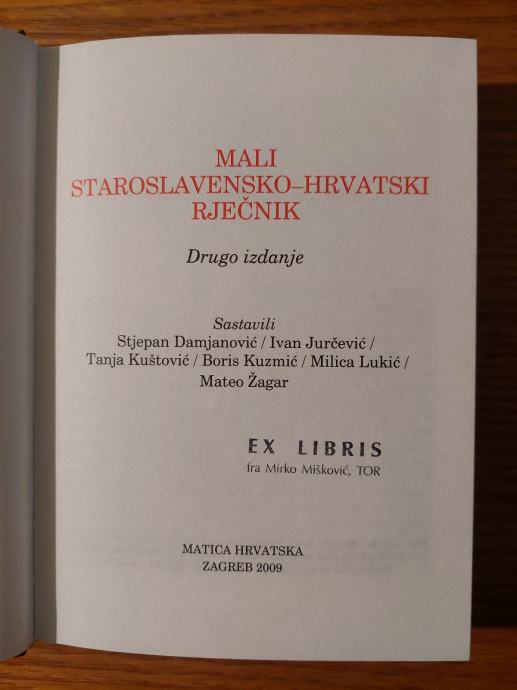 MALI
STAROSLAVENSKO–HRVATSKI
RJEČNIK
Drugo izdanje
Sastavili
Stjepan Damjanović / Ivan Jurčević /
Tanja Kuštović / Boris Kuzmić / Milica Lukić /
Mateo Žagar
EX LIBRIS
fra Mirko Mišković, TOR
MATICA HRVATSKA
ZAGREB 2009